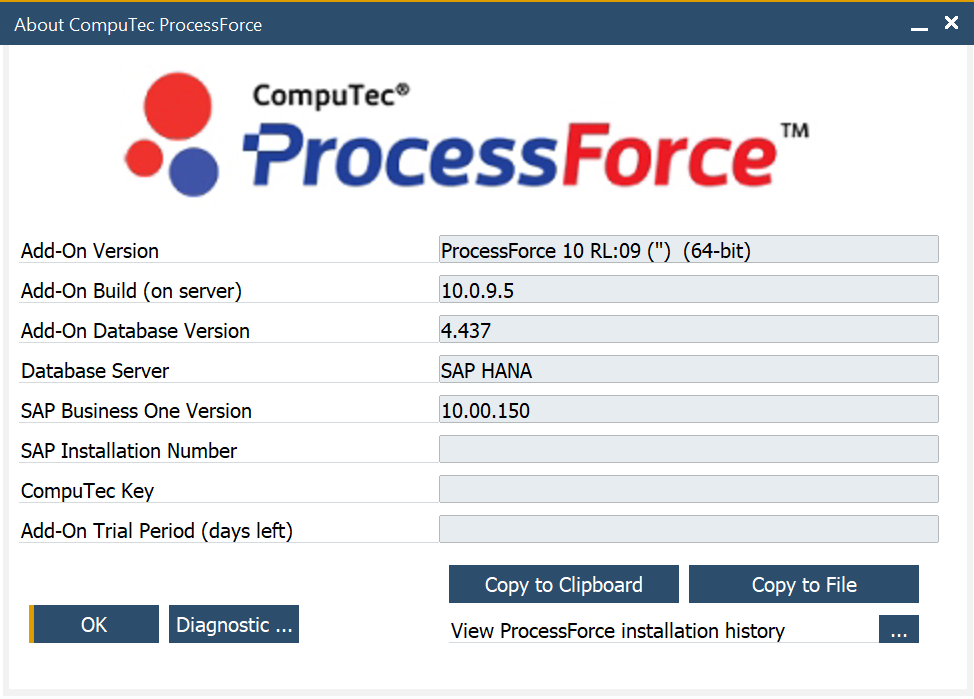 About CompuTec ProcessForce
CompuTec®
ProcessForce™
Add-On Version ProcessForce 10 RL:09 (")  (64-bit)
Add-On Build (on server) 10.0.9.5
Add-On Database Version 4.437
Database Server SAP HANA
SAP Business One Version 10.00.150
SAP Installation Number
CompuTec Key
Add-On Trial Period (days left)
Copy to Clipboard Copy to File
OK Diagnostic ...
View ProcessForce installation history ...